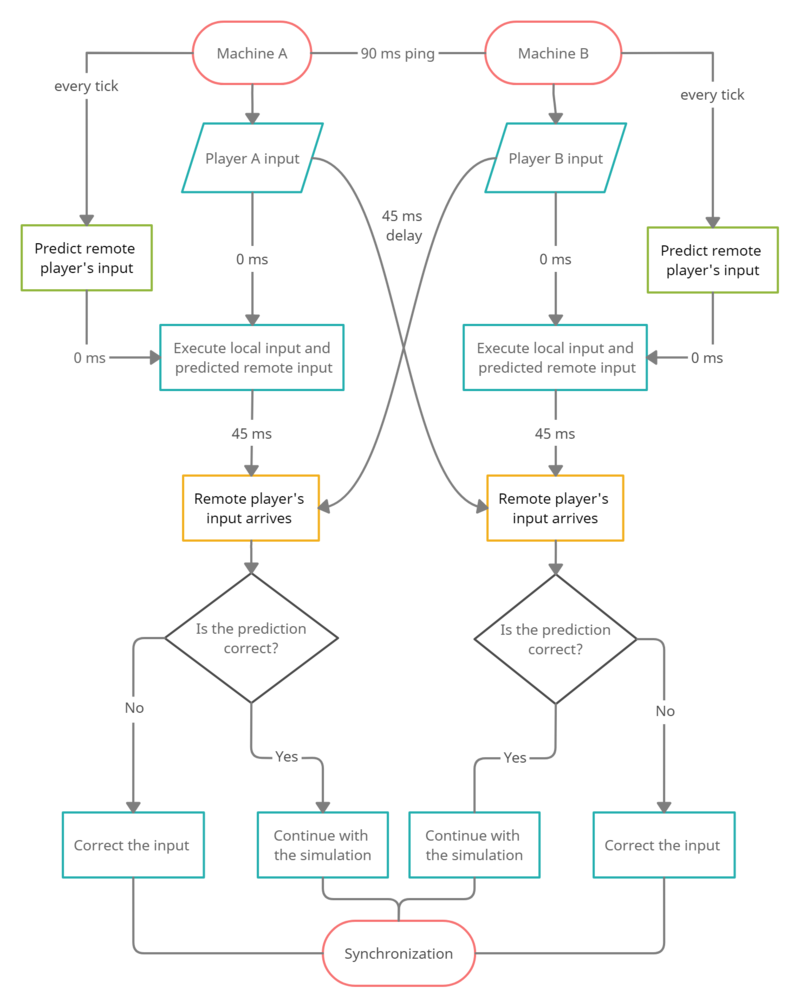 Machine A
90 ms ping
Machine B
every tick
every tick
Player A input
Player B input
45 ms
delay
Predict remote
player's input
0 ms
0 ms
Predict remote
player's input
0 ms
Execute local input and
predicted remote input
Execute local input and
predicted remote input
0 ms
45 ms
45 ms
Remote player's
input arrives
Remote player's
input arrives
Is the prediction
correct?
Is the prediction
correct?
No
Yes
Yes
No
Correct the input
Continue with
the simulation
Continue with
the simulation
Correct the input
Synchronization